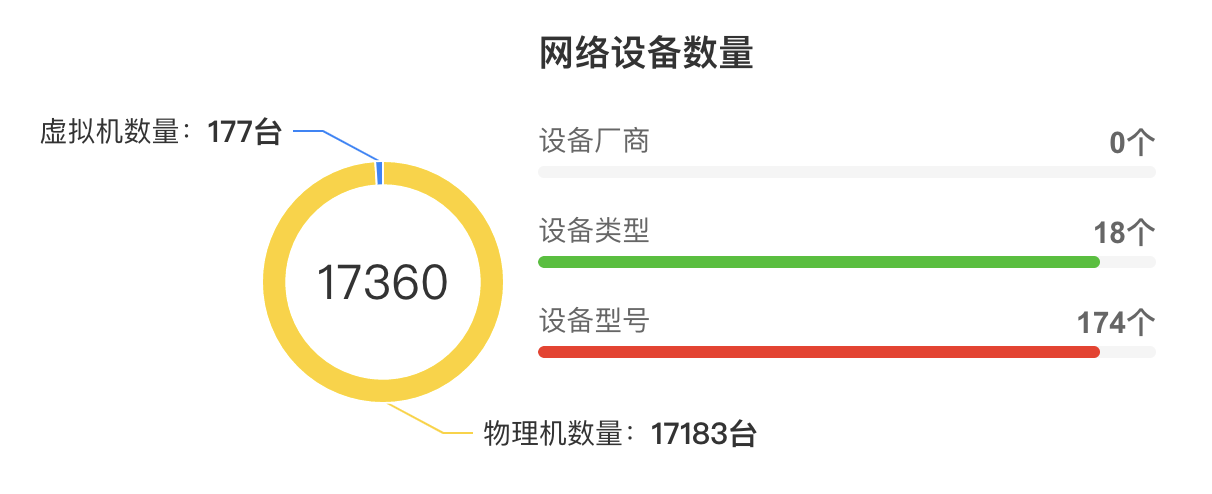 网络设备数量
虚拟机数量：177台
设备厂商 0个
设备类型 18个
17360
设备型号 174个
物理机数量：17183台